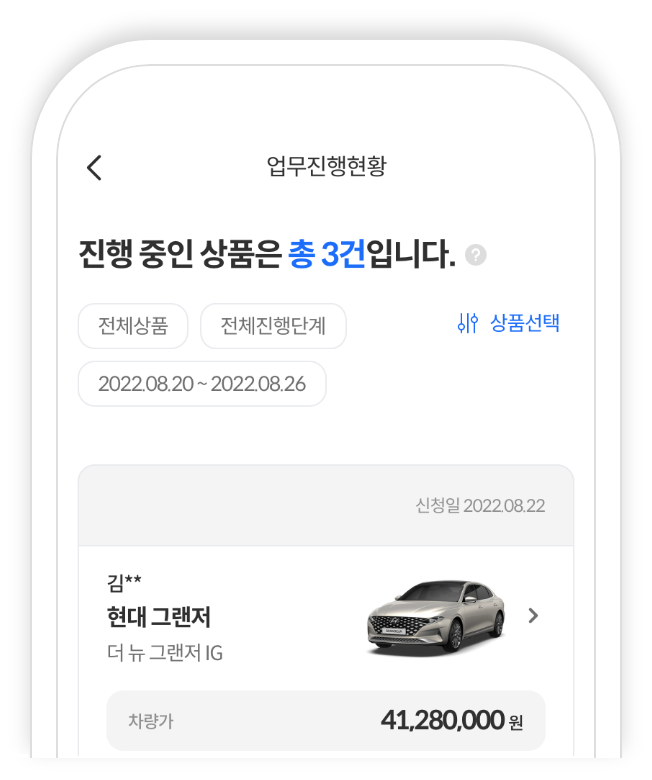 업무진행현황
진행 중인 상품은 총 3건입니다. ?
전체상품 전체진행단계 상품선택
2022.08.20 ~ 2022.08.26
신청일 2022.08.22
김**
현대 그랜저
더 뉴 그랜저 IG
차량가 41,280,000 원